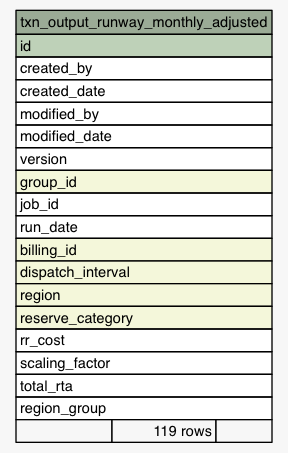 txn_output_runway_monthly_adjusted
id
created_by
created_date
modified_by
modified_date
version
group_id
job_id
run_date
billing_id
dispatch_interval
region
reserve_category
rr_cost
scaling_factor
total_rta
region_group
119 rows